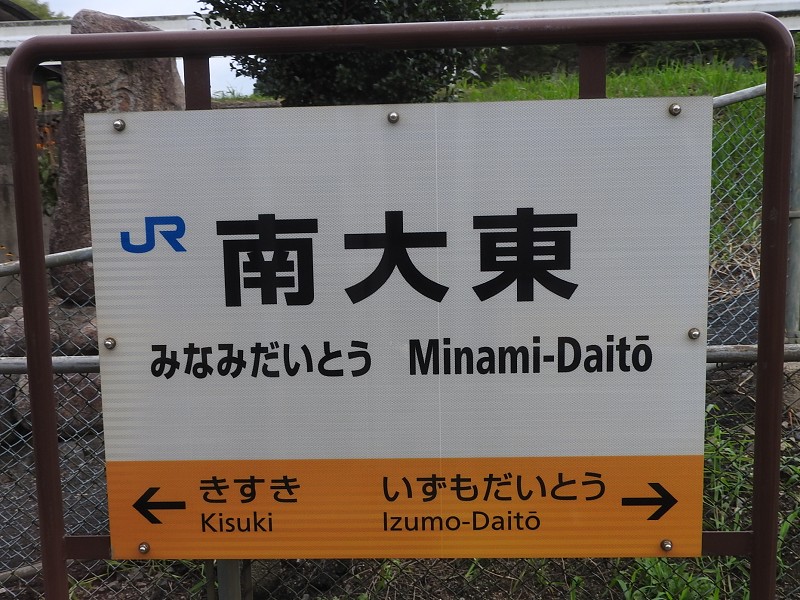 JR 南大東
みなみだいとう Minami-Daitō
← きすき いずもだいとう →
Kisuki Izumo-Daitō